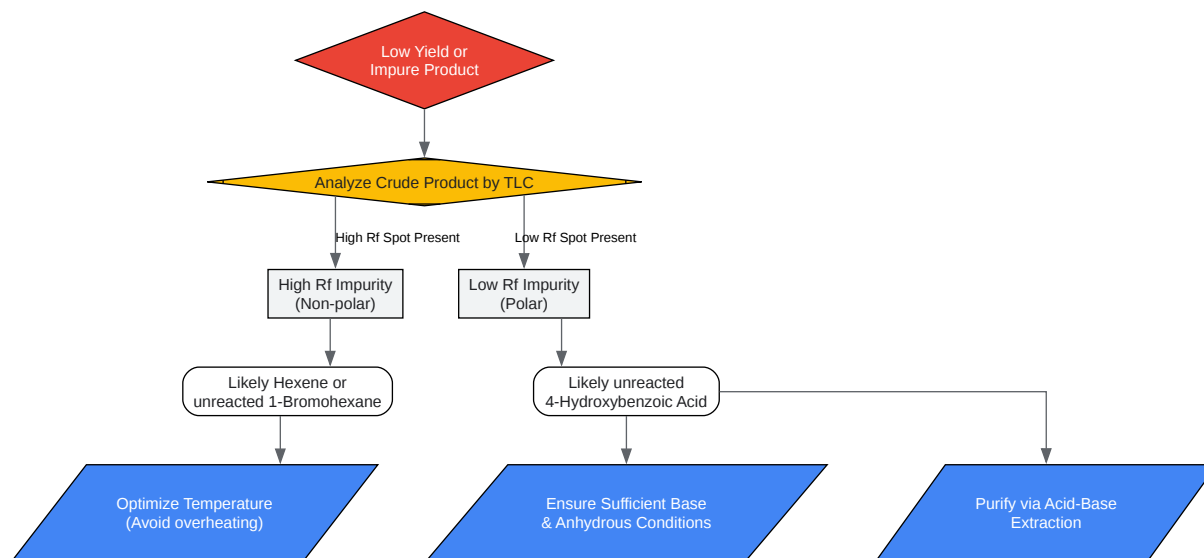 Low Yield or
Impure Product
Analyze Crude Product by TLC
High Rf Spot Present
Low Rf Spot Present
High Rf Impurity
(Non-polar)
Low Rf Impurity
(Polar)
Likely Hexene or
unreacted 1-Bromohexane
Likely unreacted
4-Hydroxybenzoic Acid
Optimize Temperature
(Avoid overheating)
Ensure Sufficient Base
& Anhydrous Conditions
Purify via Acid-Base
Extraction